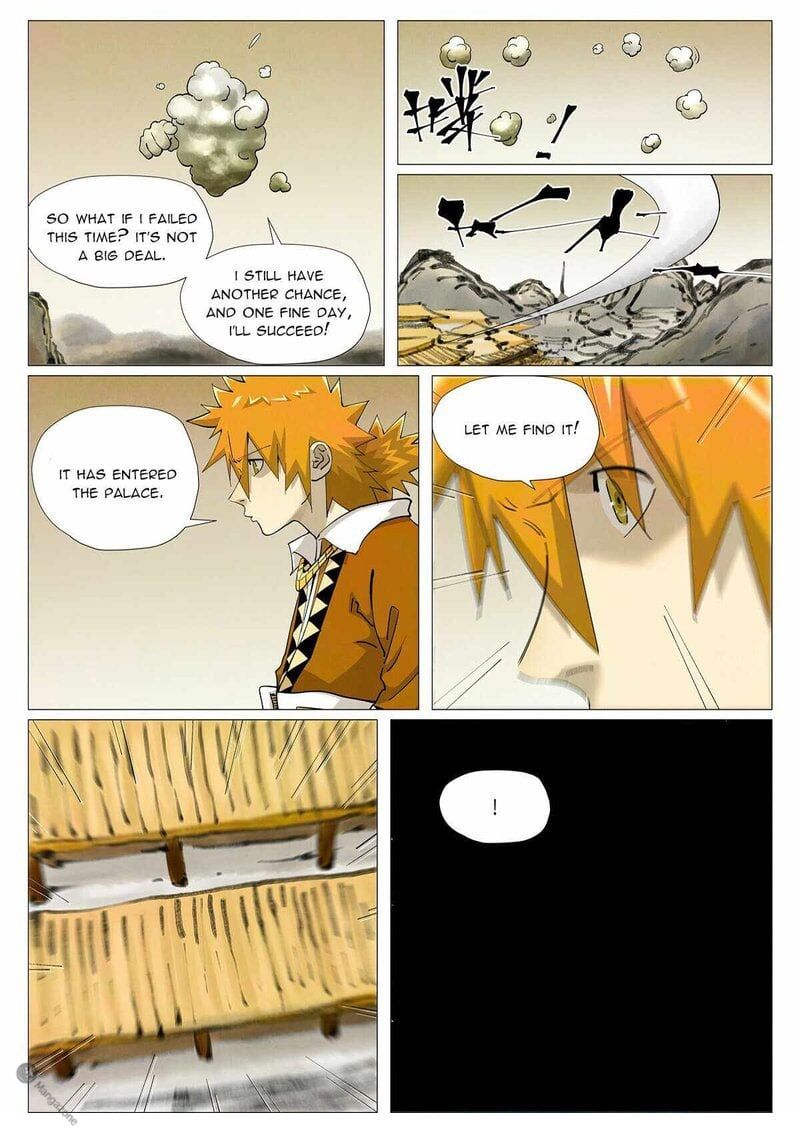 SO WHAT IF I FAILED
THIS TIME? IT'S NOT
A BIG DEAL.
I STILL HAVE
ANOTHER CHANCE,
AND ONE FINE DAY,
I'LL SUCCEED!
IT HAS ENTERED
THE PALACE.
LET ME FIND IT!
!
Mangazone